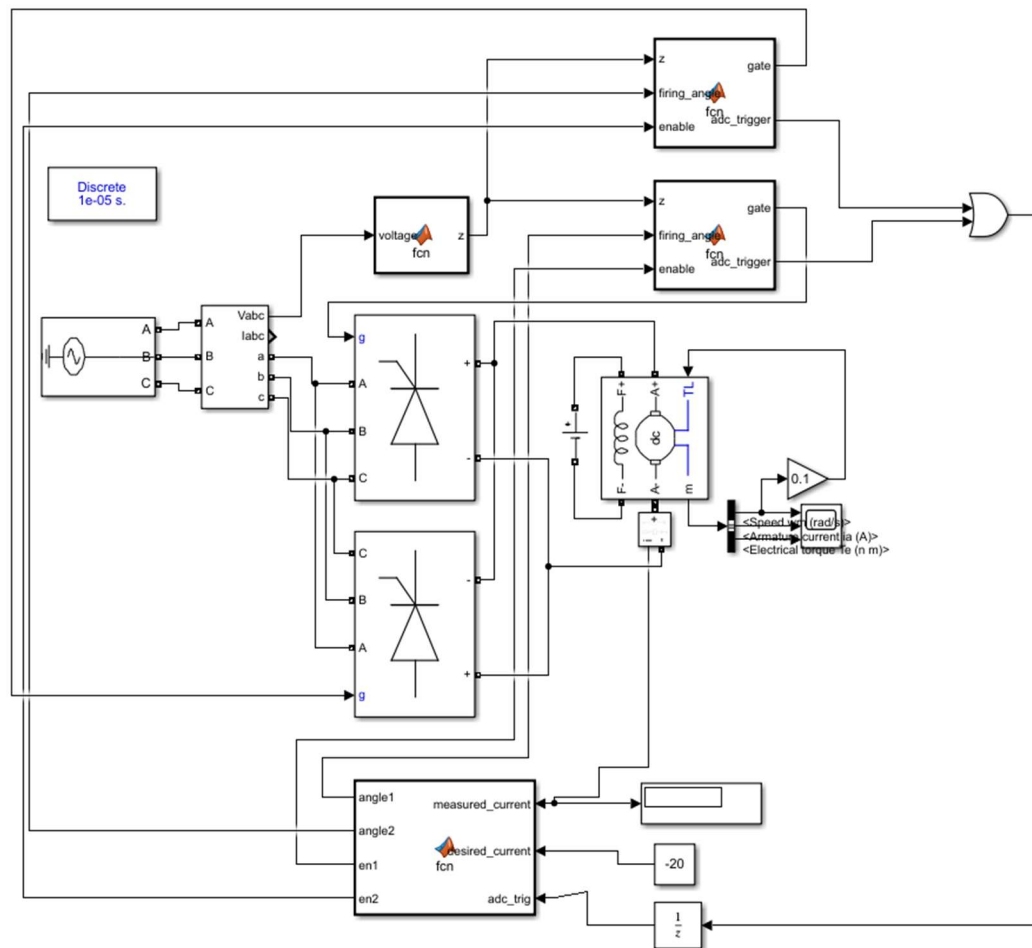 z
firing_angle
enable
gate
adc_trigger
fcn
Discrete
1e-05 s.
voltage
z
fcn
z
firing_angle
enable
gate
adc_trigger
fcn
A
B
C
A
B
C
Vabc
Iabc
a
b
c
g
A
B
C
+
-
C
B
A
g
-
+
+
F+
A+
TL
dc
F-
A-
m
+
0.1
<Speed wm (rad/s)>
<Armature current ia (A)>
<Electrical torque Te (n m)>
angle1
angle2
en1
en2
measured_current
desired_current
adc_trig
fcn
-20
1
z